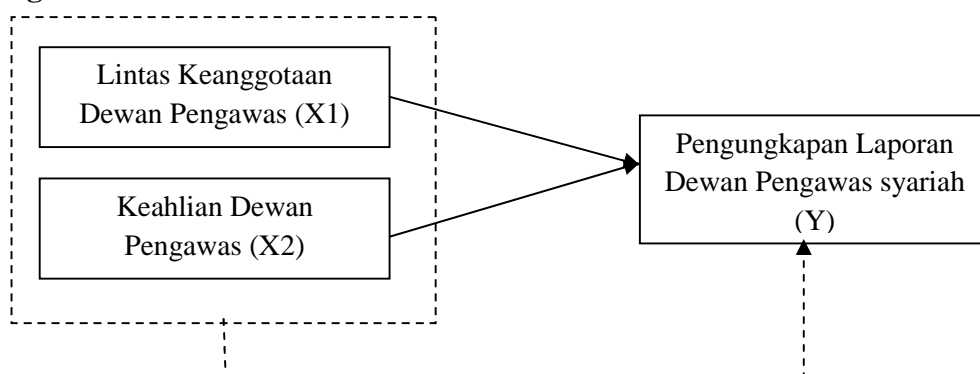 Lintas Keanggotaan
Dewan Pengawas (X1)
Keahlian Dewan
Pengawas (X2)
Pengungkapan Laporan
Dewan Pengawas syariah
(Y)